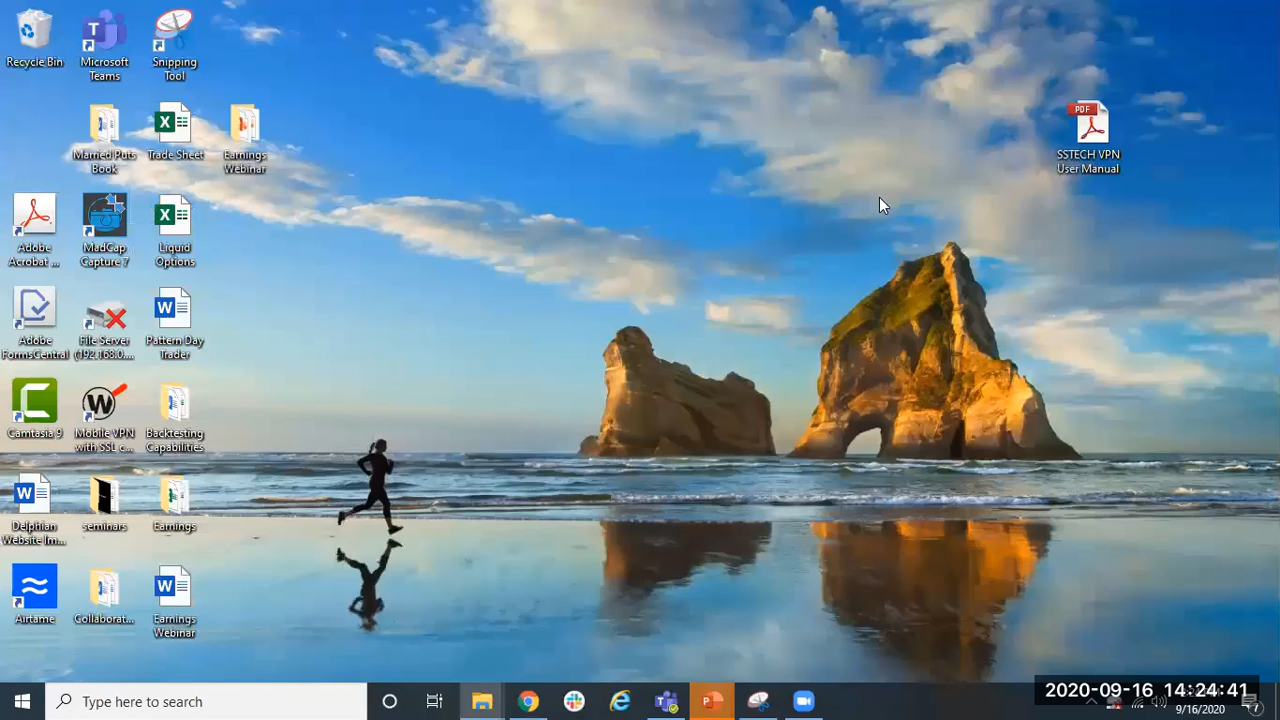 Recycle Bin
Microsoft
Teams
Snipping
Tool
Married Puts
Book
Trade Sheet
Earnings
Webinar
PDF
SSTECH VPN
User Manual
Adobe
Acrobat ...
MadCap
Capture 7
Liquid
Options
Adobe
FormsCentral
File Server
(192.168.0....
Pattern Day
Trader
Camtasia 9
Mobile VPN
with SSL c...
Backtesting
Capabilities
Delphian
Website Im...
seminars
Earnings
Airtame
Collaborat...
Earnings
Webinar
Type here to search
2020-09-16 14:24:41
9/16/2020